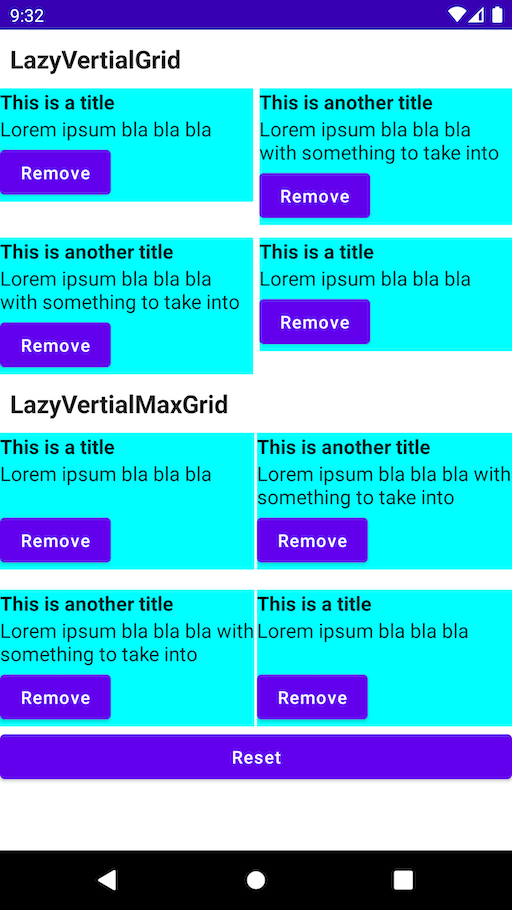 9:32
LazyVertialGrid
This is a title
Lorem ipsum bla bla bla
Remove
This is another title
Lorem ipsum bla bla bla
with something to take into
Remove
This is another title
Lorem ipsum bla bla bla
with something to take into
Remove
This is a title
Lorem ipsum bla bla bla
Remove
LazyVertialMaxGrid
This is a title
Lorem ipsum bla bla bla
Remove
This is another title
Lorem ipsum bla bla bla with
something to take into
Remove
This is another title
Lorem ipsum bla bla bla with
something to take into
Remove
This is a title
Lorem ipsum bla bla bla
Remove
Reset